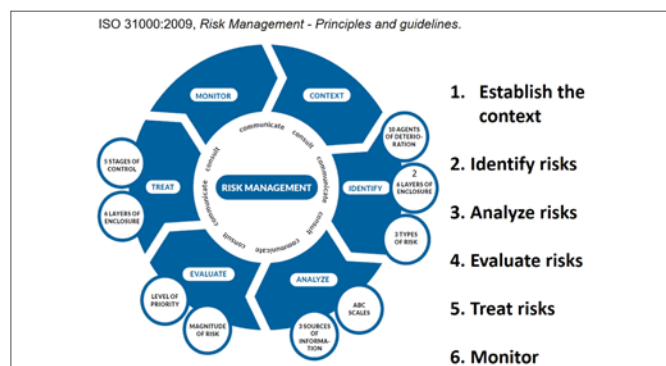 ISO 31000:2009, Risk Management - Principles and guidelines.
MONITOR
CONTEXT
communicate consult
communicate consult
communicate consult
communicate consult
RISK MANAGEMENT
10 AGENTS
OF
DETERIO-
RATION
2
6 LAYERS OF
ENCLOSURE
3 TYPES
OF RISK
IDENTIFY
5 STAGES OF
CONTROL
TREAT
6 LAYERS OF
ENCLOSURE
EVALUATE
ANALYZE
LEVEL OF
PRIORITY
MAGNITUDE
OF RISK
3 SOURCES
OF
INFORMA-
TION
ABC
SCALES
1. Establish the
context
2. Identify risks
3. Analyze risks
4. Evaluate risks
5. Treat risks
6. Monitor